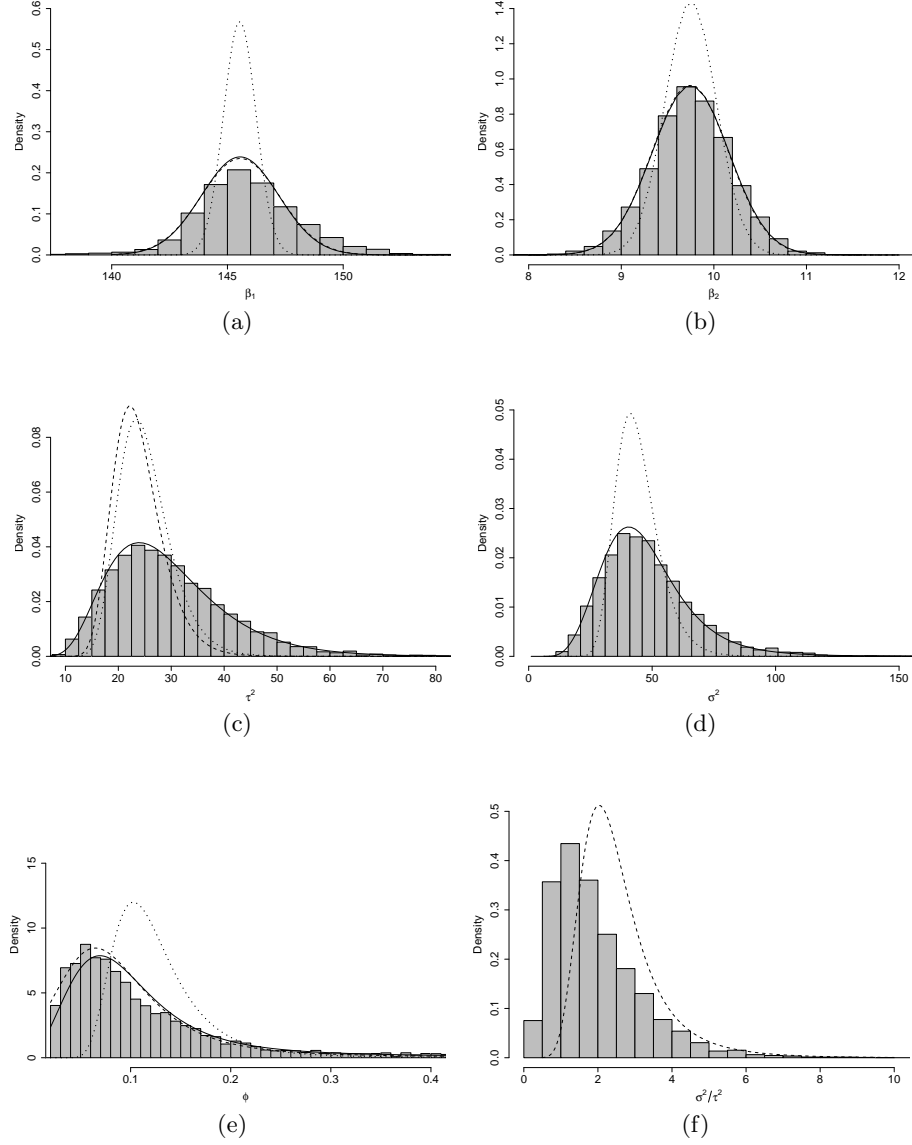 0.6
0.5
0.4
0.3
0.2
0.1
0.0
Density
140 145 150
β₁
(a)
1.4
1.2
1.0
0.8
0.6
0.4
0.2
0.0
Density
8 9 10 11 12
β₂
(b)
0.08
0.06
0.04
0.02
0.00
Density
10 20 30 40 50 60 70 80
τ²
(c)
0.05
0.04
0.03
0.02
0.01
0.00
Density
0 50 100 150
σ²
(d)
15
10
5
0
Density
0.1 0.2 0.3 0.4
ϕ
(e)
0.5
0.4
0.3
0.2
0.1
0.0
Density
0 2 4 6 8 10
σ²/τ²
(f)